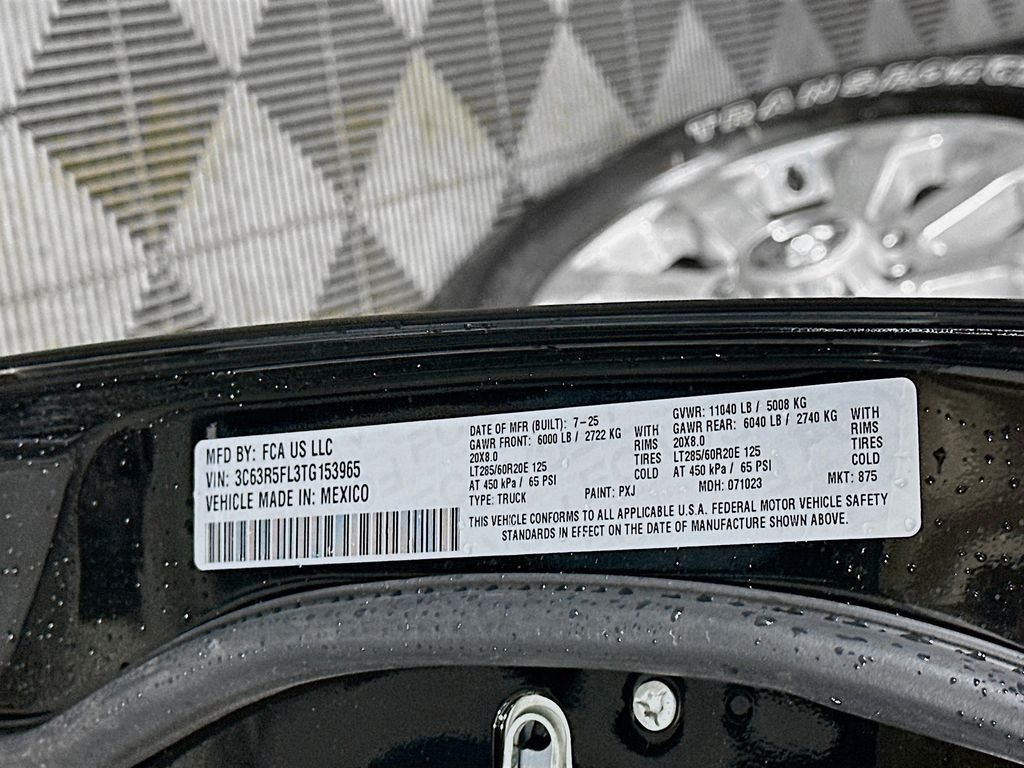 TRANSFORCE
MFD BY: FCA US LLC
VIN: 3C63R5FL3TG153965
VEHICLE MADE IN: MEXICO
DATE OF MFR (BUILT): 7-25
GAWR FRONT: 6000 LB / 2722 KG
20X8.0
LT285/60R20E 125
AT 450 kPa / 65 PSI
WITH
RIMS
TIRES
COLD
TYPE: TRUCK
PAINT: PXJ
GVWR: 11040 LB / 5008 KG
GAWR REAR: 6040 LB / 2740 KG
20X8.0
LT285/60R20E 125
AT 450 kPa / 65 PSI
WITH
RIMS
TIRES
COLD
MDH: 071023
MKT: 875
THIS VEHICLE CONFORMS TO ALL APPLICABLE U.S.A. FEDERAL MOTOR VEHICLE SAFETY
STANDARDS IN EFFECT ON THE DATE OF MANUFACTURE SHOWN ABOVE.